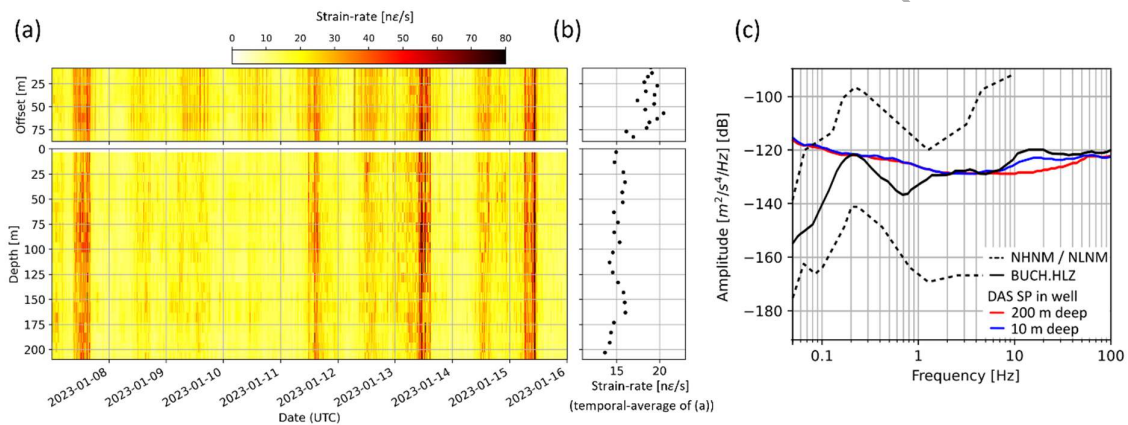 (a)
Strain-rate [nε/s]
0 10 20 30 40 50 60 70 80
Offset [m]
25
50
75
Depth [m]
0
25
50
75
100
125
150
175
200
2023-01-08
2023-01-09
2023-01-10
2023-01-11
2023-01-12
2023-01-13
2023-01-14
2023-01-15
2023-01-16
Date (UTC)
(b)
25
50
75
15 20
Strain-rate [nε/s]
(temporal-average of (a))
(c)
Amplitude [m²/s⁴/Hz] [dB]
−100
−120
−140
−160
−180
NHNM / NLNM
BUCH.HLZ
DAS SP in well
200 m deep
10 m deep
0.1 1 10 100
Frequency [Hz]